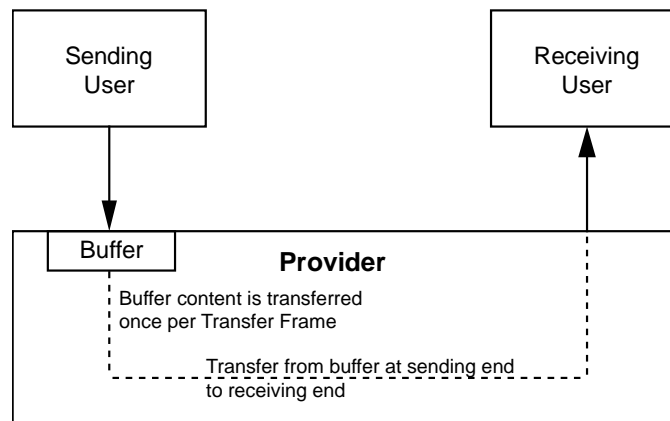 Sending
User
Receiving
User
Buffer
Provider
Buffer content is transferred
once per Transfer Frame
Transfer from buffer at sending end
to receiving end